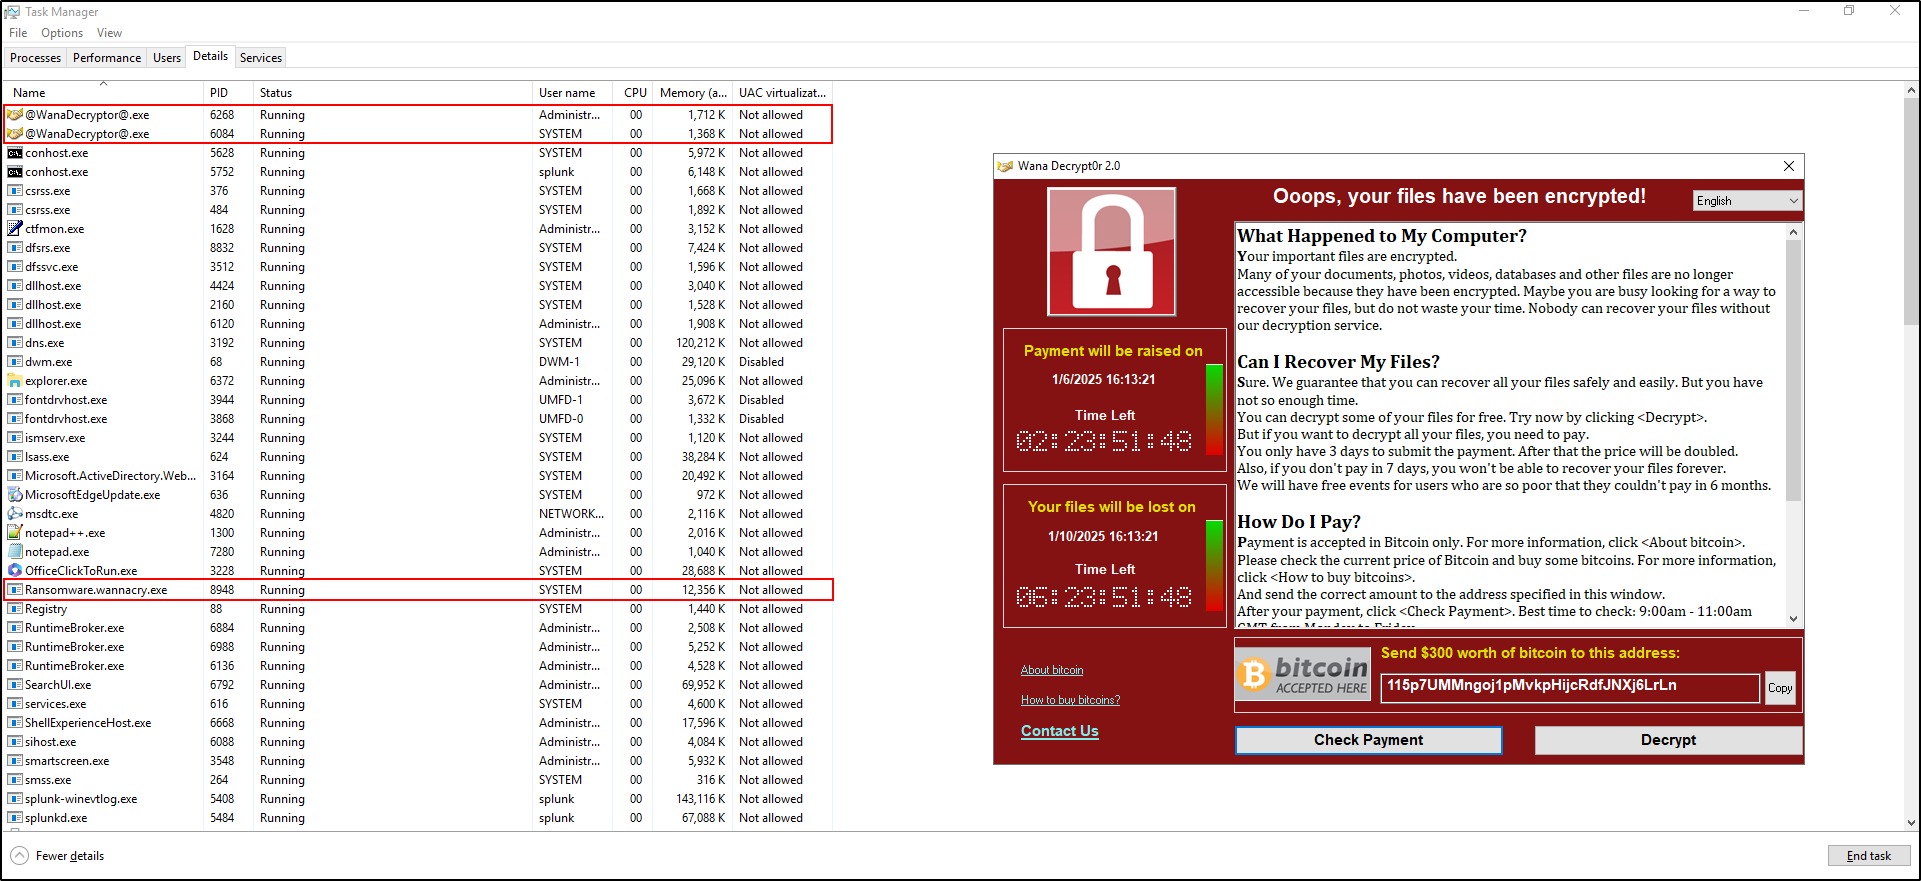 Task Manager
File Options View
Processes Performance Users Details Services
Name PID Status User name CPU Memory (a... UAC virtualizat...
@WanaDecryptor@.exe 6268 Running Administr... 00 1,712 K Not allowed
@WanaDecryptor@.exe 6084 Running SYSTEM 00 1,368 K Not allowed
conhost.exe 5628 Running SYSTEM 00 5,972 K Not allowed
conhost.exe 5752 Running splunk 00 6,148 K Not allowed
csrss.exe 376 Running SYSTEM 00 1,668 K Not allowed
csrss.exe 484 Running SYSTEM 00 1,892 K Not allowed
ctfmon.exe 1628 Running Administr... 00 3,152 K Not allowed
dfsrs.exe 8832 Running SYSTEM 00 7,424 K Not allowed
dfssvc.exe 3512 Running SYSTEM 00 1,596 K Not allowed
dllhost.exe 4424 Running SYSTEM 00 3,040 K Not allowed
dllhost.exe 2160 Running SYSTEM 00 1,528 K Not allowed
dllhost.exe 6120 Running Administr... 00 1,908 K Not allowed
dns.exe 3192 Running SYSTEM 00 120,212 K Not allowed
dwm.exe 68 Running DWM-1 00 29,120 K Disabled
explorer.exe 6372 Running Administr... 00 25,096 K Not allowed
fontdrvhost.exe 3944 Running UMFD-1 00 3,672 K Disabled
fontdrvhost.exe 3868 Running UMFD-0 00 1,332 K Disabled
ismserv.exe 3244 Running SYSTEM 00 1,120 K Not allowed
lsass.exe 624 Running SYSTEM 00 38,284 K Not allowed
Microsoft.ActiveDirectory.Web... 3164 Running SYSTEM 00 20,492 K Not allowed
MicrosoftEdgeUpdate.exe 636 Running SYSTEM 00 972 K Not allowed
msdtc.exe 4820 Running NETWORK... 00 2,116 K Not allowed
notepad++.exe 1300 Running Administr... 00 2,016 K Not allowed
notepad.exe 7280 Running Administr... 00 1,040 K Not allowed
OfficeClickToRun.exe 3228 Running SYSTEM 00 28,688 K Not allowed
Ransomware.wannacry.exe 8948 Running SYSTEM 00 12,356 K Not allowed
Registry 88 Running SYSTEM 00 1,440 K Not allowed
RuntimeBroker.exe 6884 Running Administr... 00 2,508 K Not allowed
RuntimeBroker.exe 6988 Running Administr... 00 5,252 K Not allowed
RuntimeBroker.exe 6136 Running Administr... 00 4,528 K Not allowed
SearchUI.exe 6792 Running Administr... 00 69,952 K Not allowed
services.exe 616 Running SYSTEM 00 4,600 K Not allowed
ShellExperienceHost.exe 6668 Running Administr... 00 17,596 K Not allowed
sihost.exe 6088 Running Administr... 00 4,084 K Not allowed
smartscreen.exe 3548 Running Administr... 00 5,932 K Not allowed
smss.exe 264 Running SYSTEM 00 316 K Not allowed
splunk-winevtlog.exe 5408 Running splunk 00 143,116 K Not allowed
splunkd.exe 5484 Running splunk 00 67,088 K Not allowed
Fewer details
End task
Wana Decrypt0r 2.0
Ooops, your files have been encrypted!
English
Payment will be raised on
1/6/2025 16:13:21
Time Left
02:23:51:48
Your files will be lost on
1/10/2025 16:13:21
Time Left
06:23:51:48
About bitcoin
How to buy bitcoins?
Contact Us
What Happened to My Computer?
Your important files are encrypted.
Many of your documents, photos, videos, databases and other files are no longer
accessible because they have been encrypted. Maybe you are busy looking for a way to
recover your files, but do not waste your time. Nobody can recover your files without
our decryption service.
Can I Recover My Files?
Sure. We guarantee that you can recover all your files safely and easily. But you have
not so enough time.
You can decrypt some of your files for free. Try now by clicking <Decrypt>.
But if you want to decrypt all your files, you need to pay.
You only have 3 days to submit the payment. After that the price will be doubled.
Also, if you don't pay in 7 days, you won't be able to recover your files forever.
We will have free events for users who are so poor that they couldn't pay in 6 months.
How Do I Pay?
Payment is accepted in Bitcoin only. For more information, click <About bitcoin>.
Please check the current price of Bitcoin and buy some bitcoins. For more information,
click <How to buy bitcoins>.
And send the correct amount to the address specified in this window.
After your payment, click <Check Payment>. Best time to check: 9:00am - 11:00am
GMT from Monday to Friday.
bitcoin
ACCEPTED HERE
Send $300 worth of bitcoin to this address:
115p7UMMngoj1pMvkpHijcRdfJNXj6LrLn
Copy
Check Payment
Decrypt